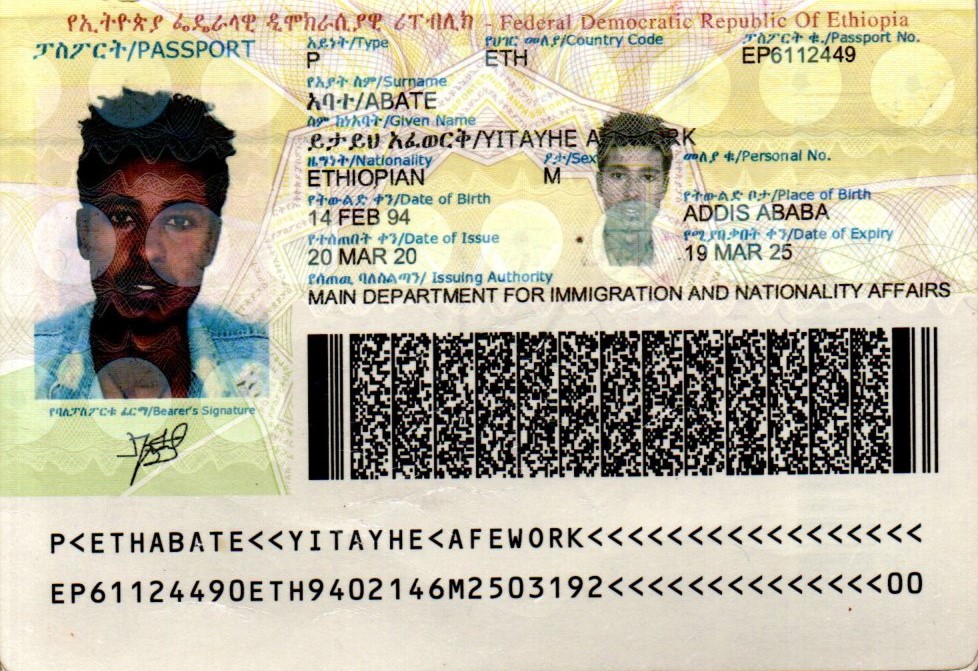 የኢትዮጵያ ፌዴራላዊ ዲሞክራሲያዊ ሪፐብሊክ - Federal Democratic Republic Of Ethiopia
ፓስፖርት/PASSPORT
አይነት/Type
የሀገር መለያ/Country Code
ፓስፖርት ቁ./Passport No.
P
ETH
EP6112449
የአያት ስም/Surname
አባተ/ABATE
ስም ከነአባት/Given Name
ይታይህ አፈወርቅ/YITAYHE AFEWORK
ዜግነት/Nationality
ፆታ/Sex
መለያ ቁ/Personal No.
ETHIOPIAN
M
የትውልድ ቀን/Date of Birth
የትውልድ ቦታ/Place of Birth
14 FEB 94
ADDIS ABABA
የተሰጠበት ቀን/Date of Issue
የሚያበቃበት ቀን/Date of Expiry
20 MAR 20
19 MAR 25
የሰጠዉ ባለስልጣን/ Issuing Authority
MAIN DEPARTMENT FOR IMMIGRATION AND NATIONALITY AFFAIRS
የባለፓስፖርቱ ፊርማ/Bearer's Signature
P<ETHABATE<<YITAYHE<AFEWORK<<<<<<<<<<<<<<<<<
EP61124490ETH9402146M2503192<<<<<<<<<<<<<<00